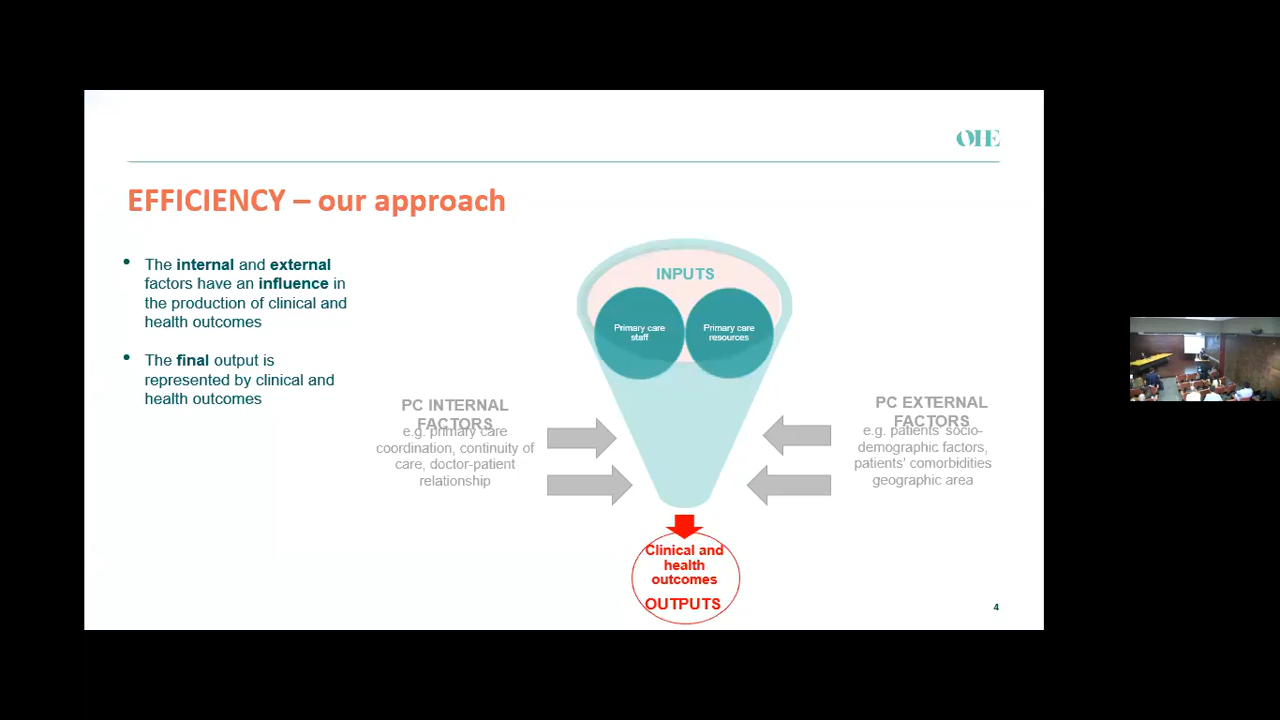 OHE
EFFICIENCY – our approach
• The internal and external
factors have an influence in
the production of clinical and
health outcomes
• The final output is
represented by clinical and
health outcomes
INPUTS
Primary care
staff
Primary care
resources
PC INTERNAL
FACTORS
e.g. primary care
coordination, continuity of
care, doctor-patient
relationship
PC EXTERNAL
FACTORS
e.g. patients' socio-
demographic factors,
patients' comorbidities
geographic area
Clinical and
health
outcomes
OUTPUTS
4